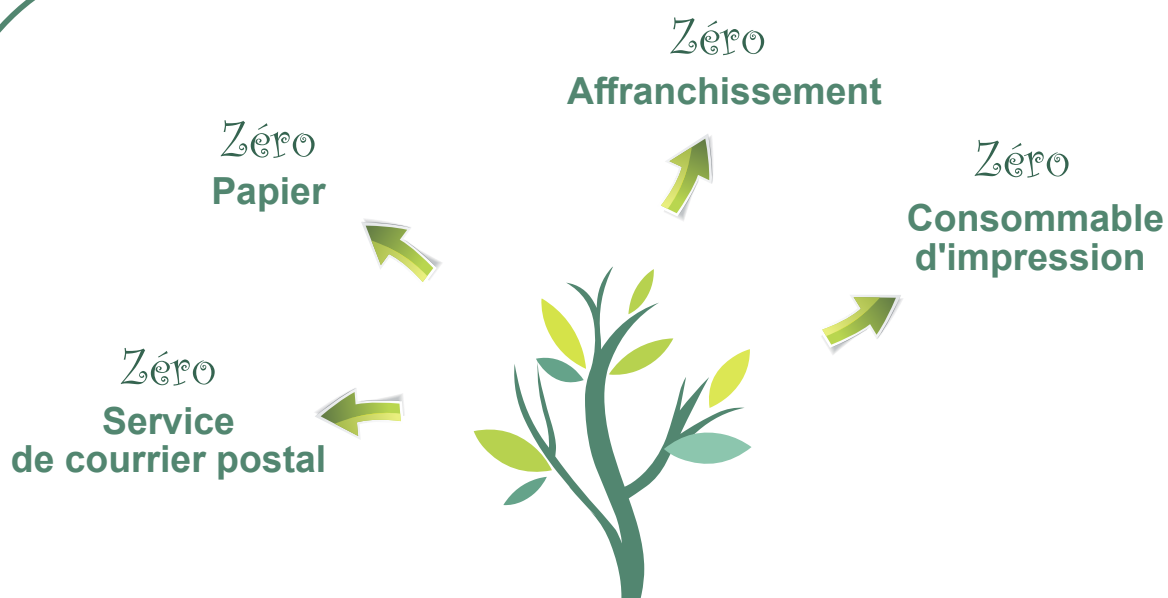 Zéro
Affranchissement
Zéro
Papier
Zéro
Consommable
d'impression
Zéro
Service
de courrier postal